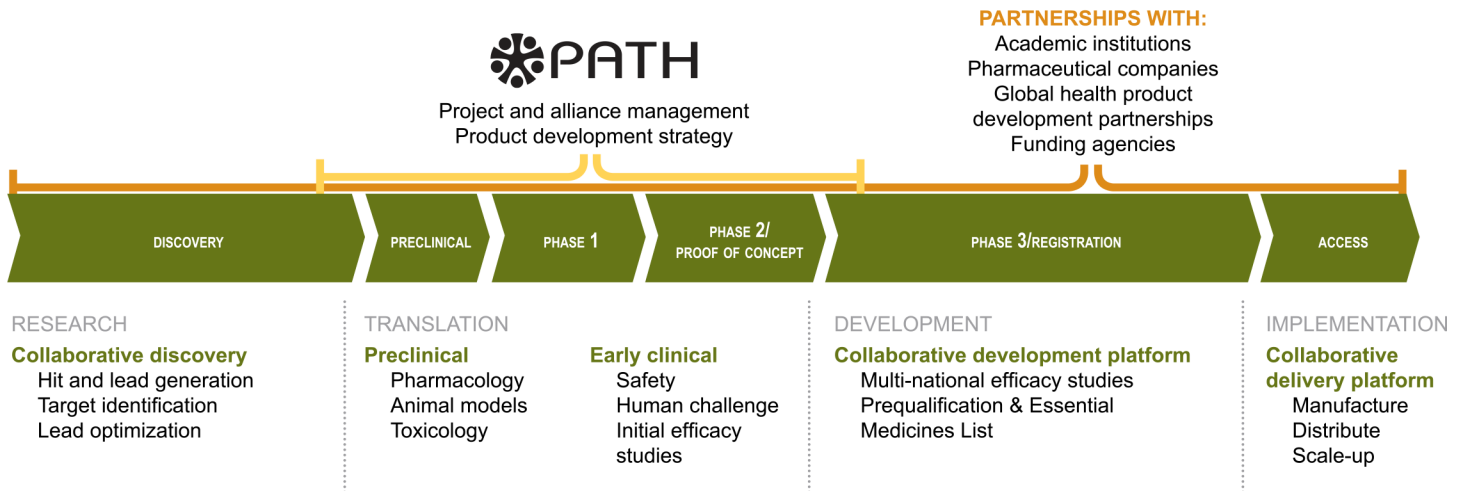 PATH
Project and alliance management
Product development strategy
PARTNERSHIPS WITH:
Academic institutions
Pharmaceutical companies
Global health product
development partnerships
Funding agencies
DISCOVERY
PRECLINICAL
PHASE 1
PHASE 2/
PROOF OF CONCEPT
PHASE 3/REGISTRATION
ACCESS
RESEARCH
Collaborative discovery
Hit and lead generation
Target identification
Lead optimization
TRANSLATION
Preclinical
Pharmacology
Animal models
Toxicology
Early clinical
Safety
Human challenge
Initial efficacy
studies
DEVELOPMENT
Collaborative development platform
Multi-national efficacy studies
Prequalification & Essential
Medicines List
IMPLEMENTATION
Collaborative
delivery platform
Manufacture
Distribute
Scale-up